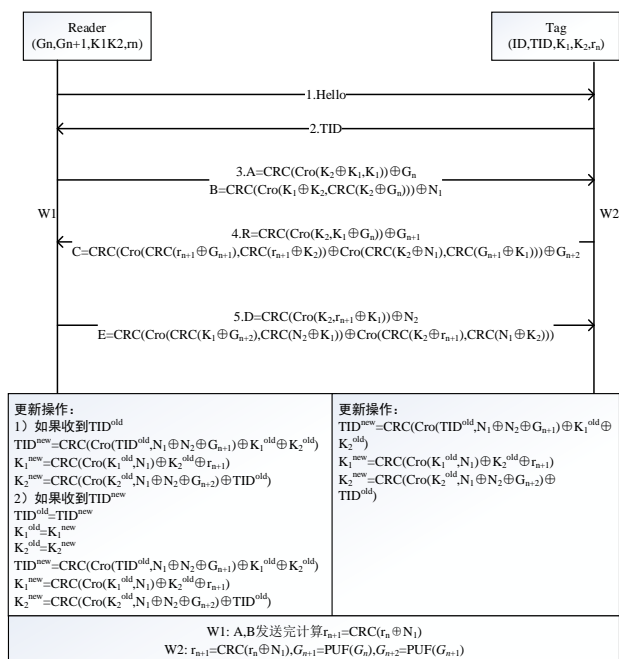 Reader
(Gn,Gn+1,K1K2,rn)
Tag
(ID,TID,K₁,K₂,rₙ)
1.Hello
2.TID
3.A=CRC(Cro(K₂⊕K₁,K₁))⊕Gₙ
B=CRC(Cro(K₁⊕K₂,CRC(K₂⊕Gₙ)))⊕N₁
W1
W2
4.R=CRC(Cro(K₂,K₁⊕Gₙ))⊕Gₙ₊₁
C=CRC(Cro(CRC(rₙ₊₁⊕Gₙ₊₁),CRC(rₙ₊₁⊕K₂))⊕Cro(CRC(K₂⊕N₁),CRC(Gₙ₊₁⊕K₁)))⊕Gₙ₊₂
5.D=CRC(Cro(K₂,rₙ₊₁⊕K₁))⊕N₂
E=CRC(Cro(CRC(K₁⊕Gₙ₊₂),CRC(N₂⊕K₁))⊕Cro(CRC(K₂⊕rₙ₊₁),CRC(N₁⊕K₂)))
更新操作：
1）如果收到TIDᵒˡᵈ
TIDⁿᵉʷ=CRC(Cro(TIDᵒˡᵈ,N₁⊕N₂⊕Gₙ₊₁)⊕K₁ᵒˡᵈ⊕K₂ᵒˡᵈ)
K₁ⁿᵉʷ=CRC(Cro(K₁ᵒˡᵈ,N₁)⊕K₂ᵒˡᵈ⊕rₙ₊₁)
K₂ⁿᵉʷ=CRC(Cro(K₂ᵒˡᵈ,N₁⊕N₂⊕Gₙ₊₂)⊕TIDᵒˡᵈ)
2）如果收到TIDⁿᵉʷ
TIDᵒˡᵈ=TIDⁿᵉʷ
K₁ᵒˡᵈ=K₁ⁿᵉʷ
K₂ᵒˡᵈ=K₂ⁿᵉʷ
TIDⁿᵉʷ=CRC(Cro(TIDᵒˡᵈ,N₁⊕N₂⊕Gₙ₊₁)⊕K₁ᵒˡᵈ⊕K₂ᵒˡᵈ)
K₁ⁿᵉʷ=CRC(Cro(K₁ᵒˡᵈ,N₁)⊕K₂ᵒˡᵈ⊕rₙ₊₁)
K₂ⁿᵉʷ=CRC(Cro(K₂ᵒˡᵈ,N₁⊕N₂⊕Gₙ₊₂)⊕TIDᵒˡᵈ)
更新操作：
TIDⁿᵉʷ=CRC(Cro(TIDᵒˡᵈ,N₁⊕N₂⊕Gₙ₊₁)⊕K₁ᵒˡᵈ⊕
K₂ᵒˡᵈ)
K₁ⁿᵉʷ=CRC(Cro(K₁ᵒˡᵈ,N₁)⊕K₂ᵒˡᵈ⊕rₙ₊₁)
K₂ⁿᵉʷ=CRC(Cro(K₂ᵒˡᵈ,N₁⊕N₂⊕Gₙ₊₂)⊕
TIDᵒˡᵈ)
W1: A,B发送完计算rₙ₊₁=CRC(rₙ⊕N₁)
W2: rₙ₊₁=CRC(rₙ⊕N₁),Gₙ₊₁=PUF(Gₙ),Gₙ₊₂=PUF(Gₙ₊₁)